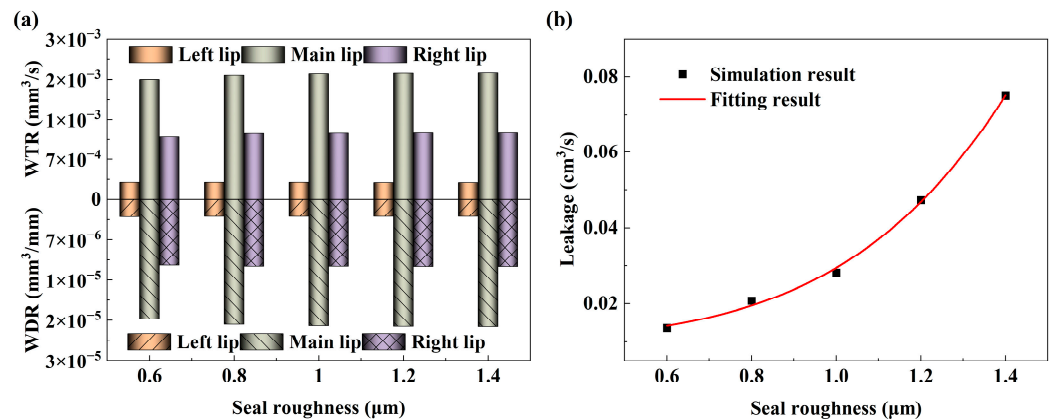 (a)
3×10⁻³
2×10⁻³
1×10⁻³
7×10⁻⁴
0
7×10⁻⁶
1×10⁻⁵
2×10⁻⁵
3×10⁻⁵
WTR (mm³/s)
WDR (mm³/mm)
Left lip Main lip Right lip
Left lip Main lip Right lip
0.6 0.8 1 1.2 1.4
Seal roughness (μm)
(b)
0.08
0.06
0.04
0.02
Leakage (cm³/s)
Simulation result
Fitting result
0.6 0.8 1.0 1.2 1.4
Seal roughness (μm)